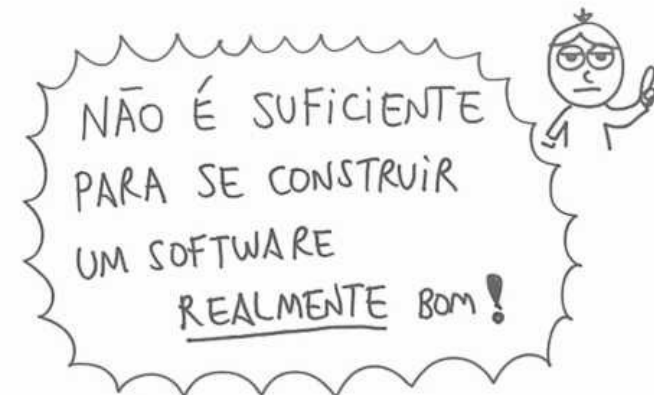 NÃO É SUFICIENTE
PARA SE CONSTRUIR
UM SOFTWARE
REALMENTE BOM!